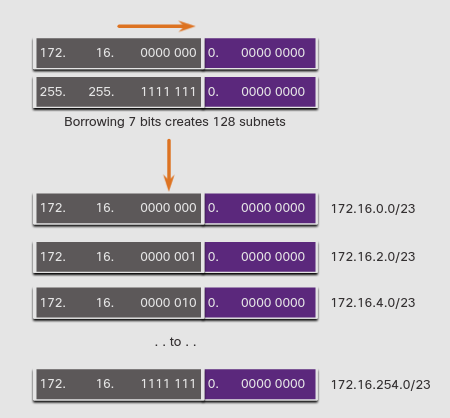 172. 16. 0000 000 0. 0000 0000
255. 255. 1111 111 0. 0000 0000
Borrowing 7 bits creates 128 subnets
172. 16. 0000 000 0. 0000 0000 172.16.0.0/23
172. 16. 0000 001 0. 0000 0000 172.16.2.0/23
172. 16. 0000 010 0. 0000 0000 172.16.4.0/23
. . to . .
172. 16. 1111 111 0. 0000 0000 172.16.254.0/23